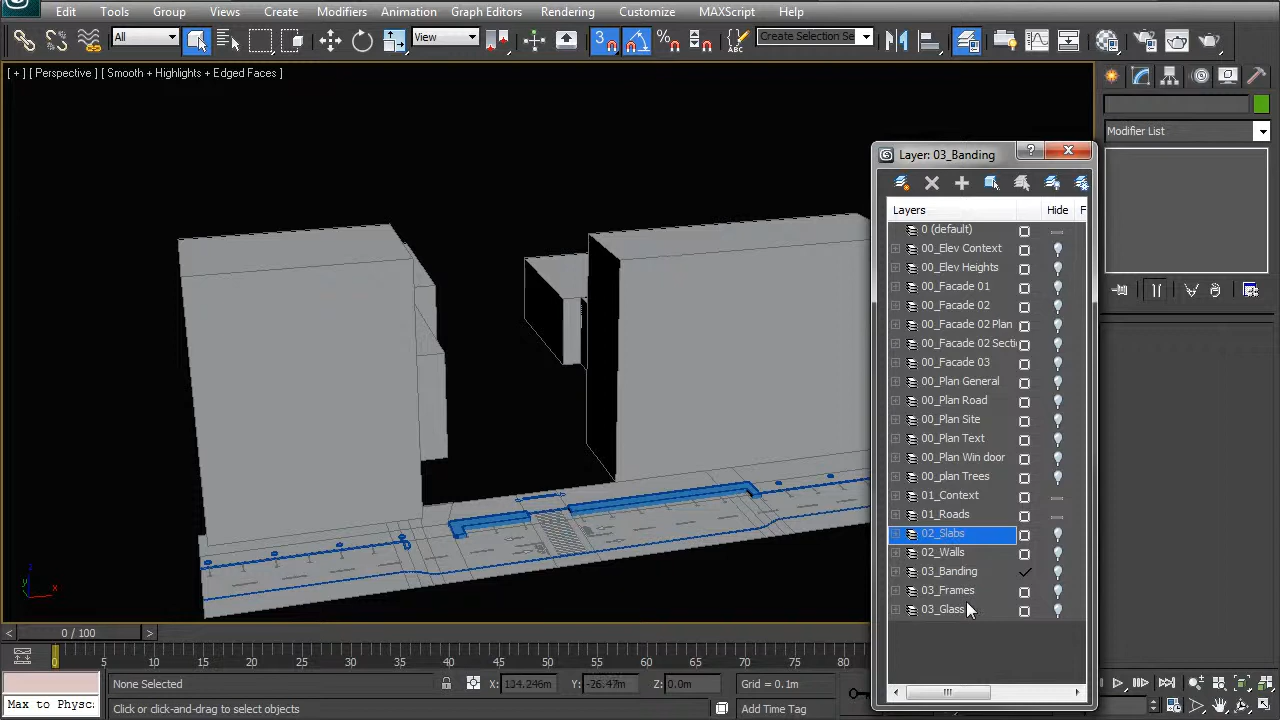 Edit Tools Group Views Create Modifiers Animation Graph Editors Rendering Customize MAXScript Help
All View 3 ABC Create Selection Se
[ + ] [ Perspective ] [ Smooth + Highlights + Edged Faces ]
Modifier List
Layer: 03_Banding
Layers Hide F
0 (default)
00_Elev Context
00_Elev Heights
00_Facade 01
00_Facade 02
00_Facade 02 Plan
00_Facade 02 Secti
00_Facade 03
00_Plan General
00_Plan Road
00_Plan Site
00_Plan Text
00_Plan Win door
00_plan Trees
01_Context
01_Roads
02_Slabs
02_Walls
03_Banding
03_Frames
03_Glass
z
y
x
0 / 100
0 5 10 15 20 25 30 35 40 45 50 55 60 65 70 75 80
None Selected X: 134.246m Y: -26.47m Z: 0.0m Grid = 0.1m
Max to Physc Click or click-and-drag to select objects Add Time Tag